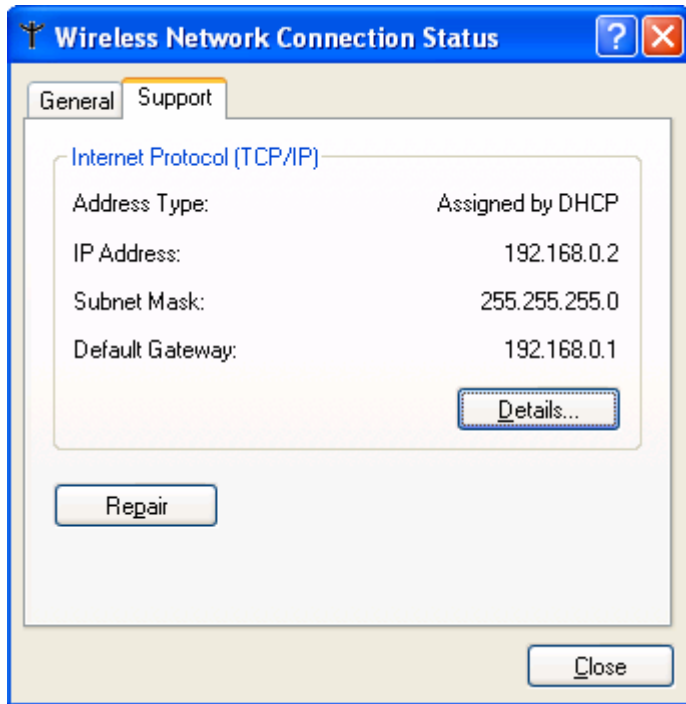 Wireless Network Connection Status
General Support
Internet Protocol (TCP/IP)
Address Type: Assigned by DHCP
IP Address: 192.168.0.2
Subnet Mask: 255.255.255.0
Default Gateway: 192.168.0.1
Details...
Repair
Close